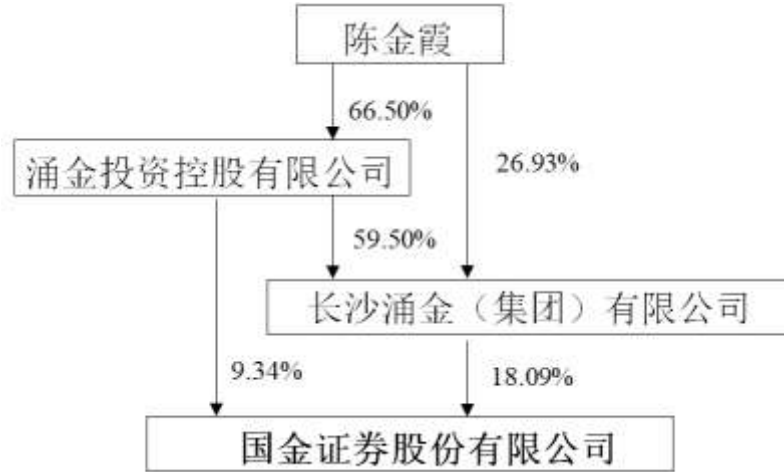 陈金霞
66.50%
涌金投资控股有限公司
26.93%
59.50%
长沙涌金（集团）有限公司
9.34%
18.09%
国金证券股份有限公司